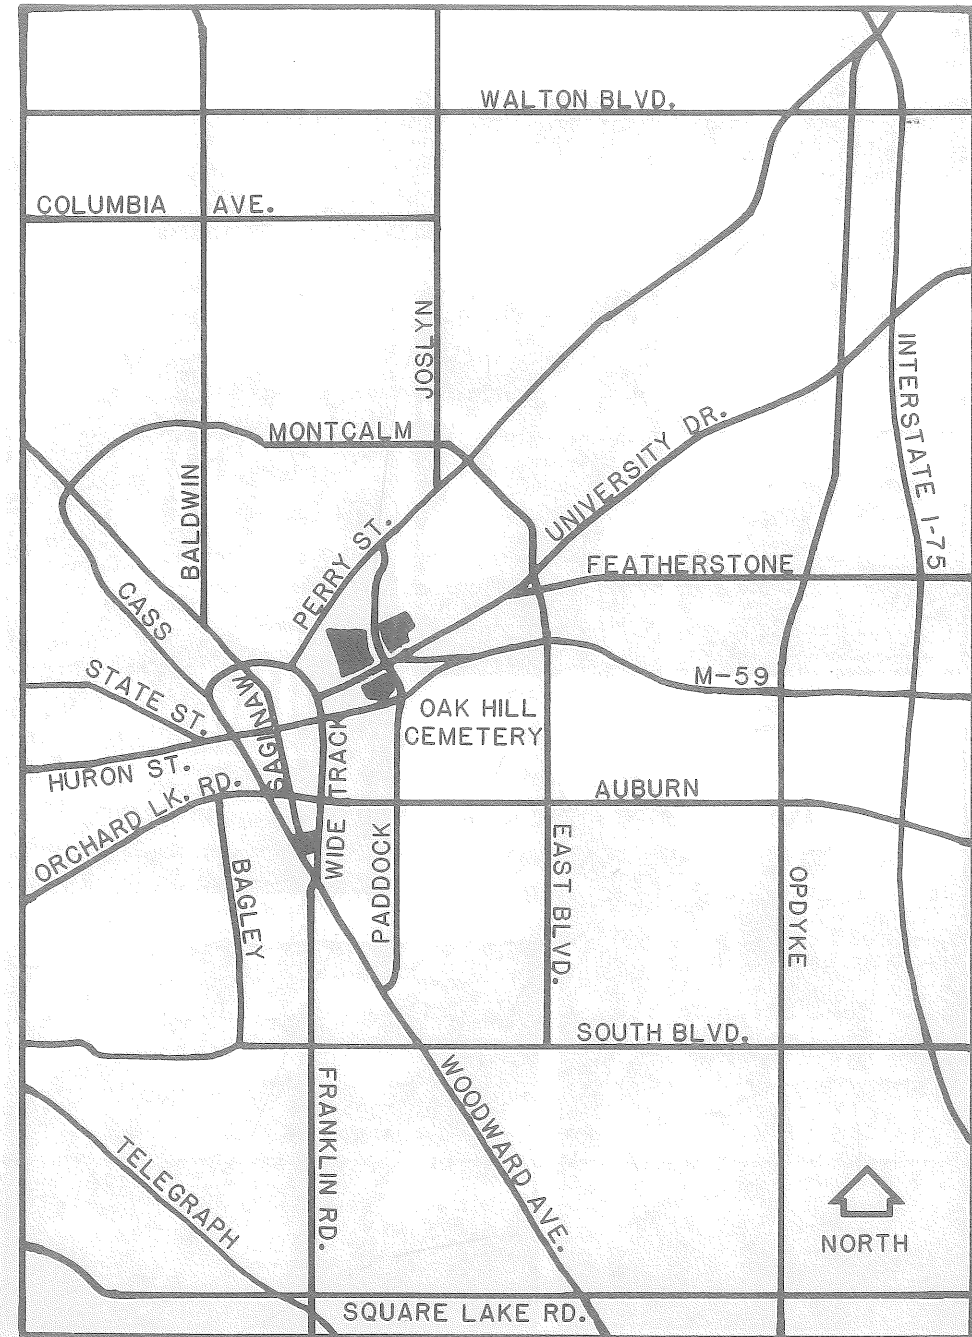 WALTON BLVD.
COLUMBIA AVE.
JOSLYN
INTERSTATE I-75
MONTCALM
UNIVERSITY DR.
BALDWIN
PERRY ST.
FEATHERSTONE
CASS
STATE ST.
SAGINAW
M-59
OAK HILL
CEMETERY
HURON ST.
WIDE TRACK
ORCHARD LK. RD.
AUBURN
PADDOCK
EAST BLVD.
BAGLEY
OPDYKE
SOUTH BLVD.
FRANKLIN RD.
WOODWARD AVE.
TELEGRAPH
NORTH
SQUARE LAKE RD.